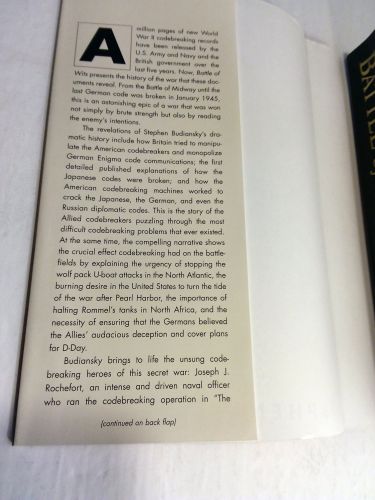 A million pages of new World
War II codebreaking records
have been released by the
U.S. Army and Navy and the
British government over the
last five years. Now, Battle of
Wits presents the history of the war that these doc-
uments reveal. From the Battle of Midway until the
last German code was broken in January 1945,
this is an astonishing epic of a war that was won
not simply by brute strength but also by reading
the enemy's intentions.
The revelations of Stephen Budiansky's dra-
matic history include how Britain tried to manipu-
late the American codebreakers and monopolize
German Enigma code communications; the first
detailed published explanations of how the
Japanese codes were broken; and how the
American codebreaking machines worked to
crack the Japanese, the German, and even the
Russian diplomatic codes. This is the story of the
Allied codebreakers puzzling through the most
difficult codebreaking problems that ever existed.
At the same time, the compelling narrative shows
the crucial effect codebreaking had on the battle-
fields by explaining the urgency of stopping the
wolf pack U-boat attacks in the North Atlantic, the
burning desire in the United States to turn the tide
of the war after Pearl Harbor, the importance of
halting Rommel's tanks in North Africa, and the
necessity of ensuring that the Germans believed
the Allies' audacious deception and cover plans
for D-Day.
Budiansky brings to life the unsung code-
breaking heroes of this secret war: Joseph J.
Rochefort, an intense and driven naval officer
who ran the codebreaking operation in "The
(continued on back flap)
BATTLE